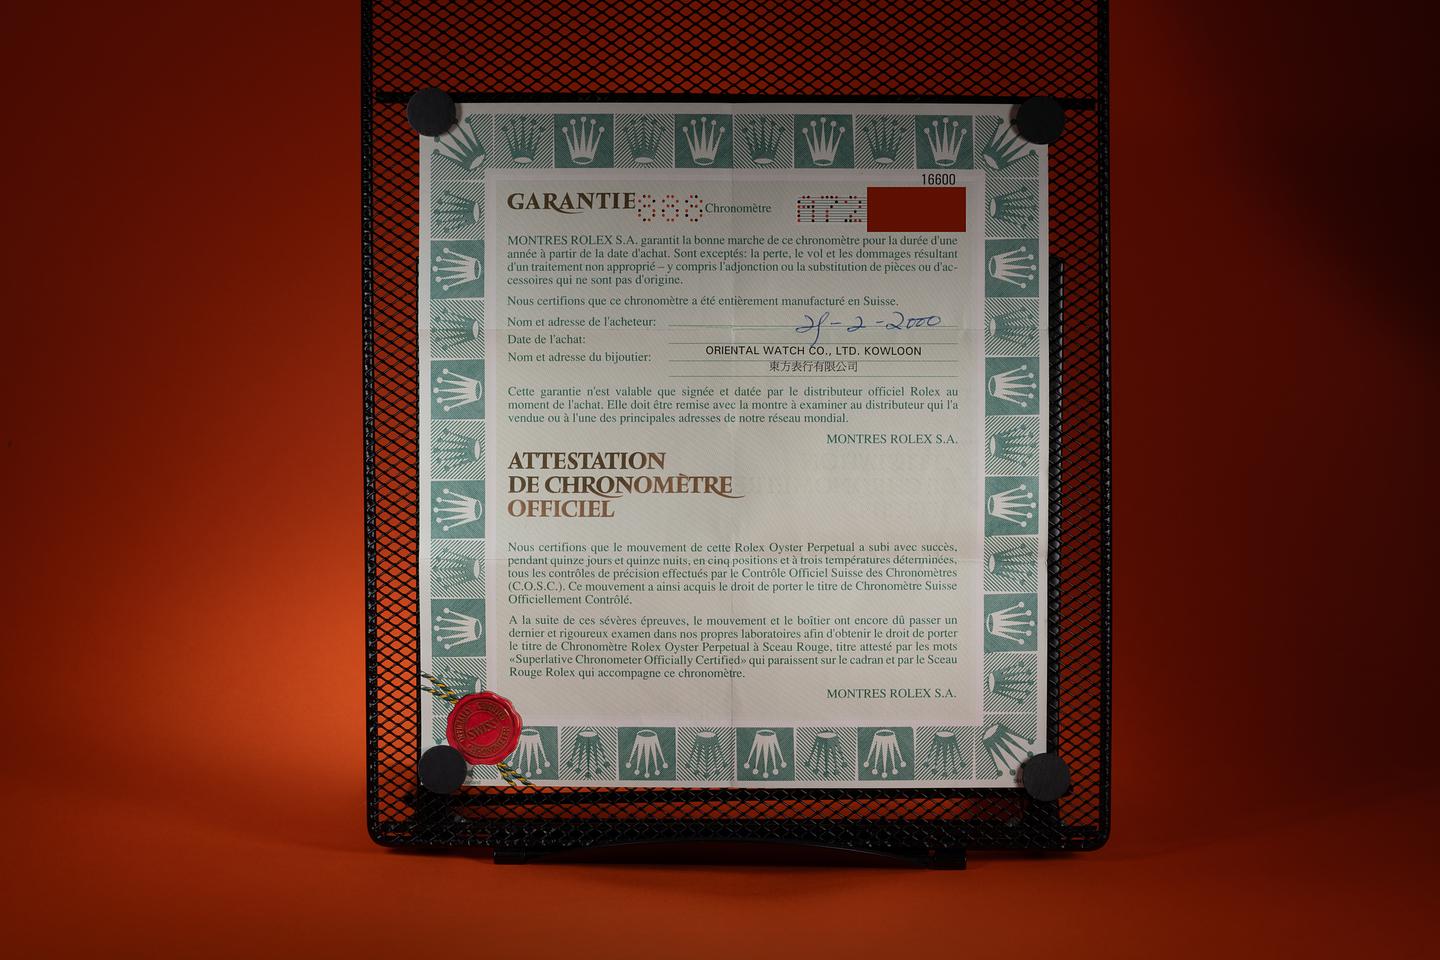 16600
GARANTIE 888 Chronomètre A72
MONTRES ROLEX S.A. garantit la bonne marche de ce chronomètre pour la durée d'une
année à partir de la date d'achat. Sont exceptés: la perte, le vol et les dommages résultant
d'un traitement non approprié – y compris l'adjonction ou la substitution de pièces ou d'ac-
cessoires qui ne sont pas d'origine.
Nous certifions que ce chronomètre a été entièrement manufacturé en Suisse.
Nom et adresse de l'acheteur:
Date de l'achat: 29-2-2000
Nom et adresse du bijoutier: ORIENTAL WATCH CO., LTD. KOWLOON
東方表行有限公司
Cette garantie n'est valable que signée et datée par le distributeur officiel Rolex au
moment de l'achat. Elle doit être remise avec la montre à examiner au distributeur qui l'a
vendue ou à l'une des principales adresses de notre réseau mondial.
MONTRES ROLEX S.A.
ATTESTATION
DE CHRONOMÈTRE
OFFICIEL
Nous certifions que le mouvement de cette Rolex Oyster Perpetual a subi avec succès,
pendant quinze jours et quinze nuits, en cinq positions et à trois températures déterminées,
tous les contrôles de précision effectués par le Contrôle Officiel Suisse des Chronomètres
(C.O.S.C.). Ce mouvement a ainsi acquis le droit de porter le titre de Chronomètre Suisse
Officiellement Contrôlé.
A la suite de ces sévères épreuves, le mouvement et le boîtier ont encore dû passer un
dernier et rigoureux examen dans nos propres laboratoires afin d'obtenir le droit de porter
le titre de Chronomètre Rolex Oyster Perpetual à Sceau Rouge, titre attesté par les mots
«Superlative Chronometer Officially Certified» qui paraissent sur le cadran et par le Sceau
Rouge Rolex qui accompagne ce chronomètre.
MONTRES ROLEX S.A.
SWISS